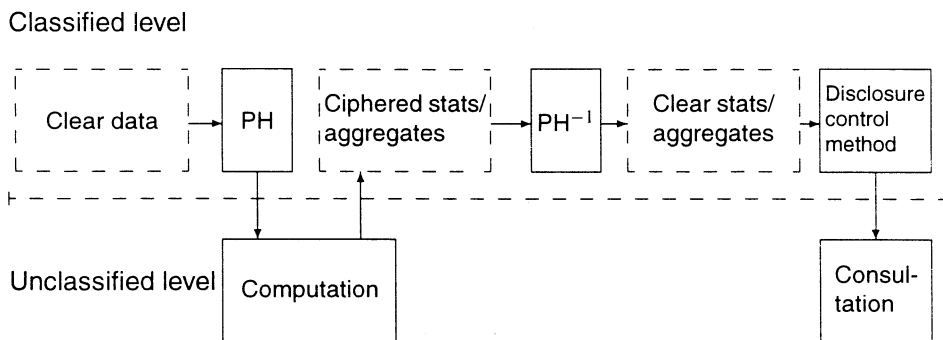 Classified level
Clear data
PH
Ciphered stats/
aggregates
PH⁻¹
Clear stats/
aggregates
Disclosure
control
method
Unclassified level
Computation
Consul-
tation